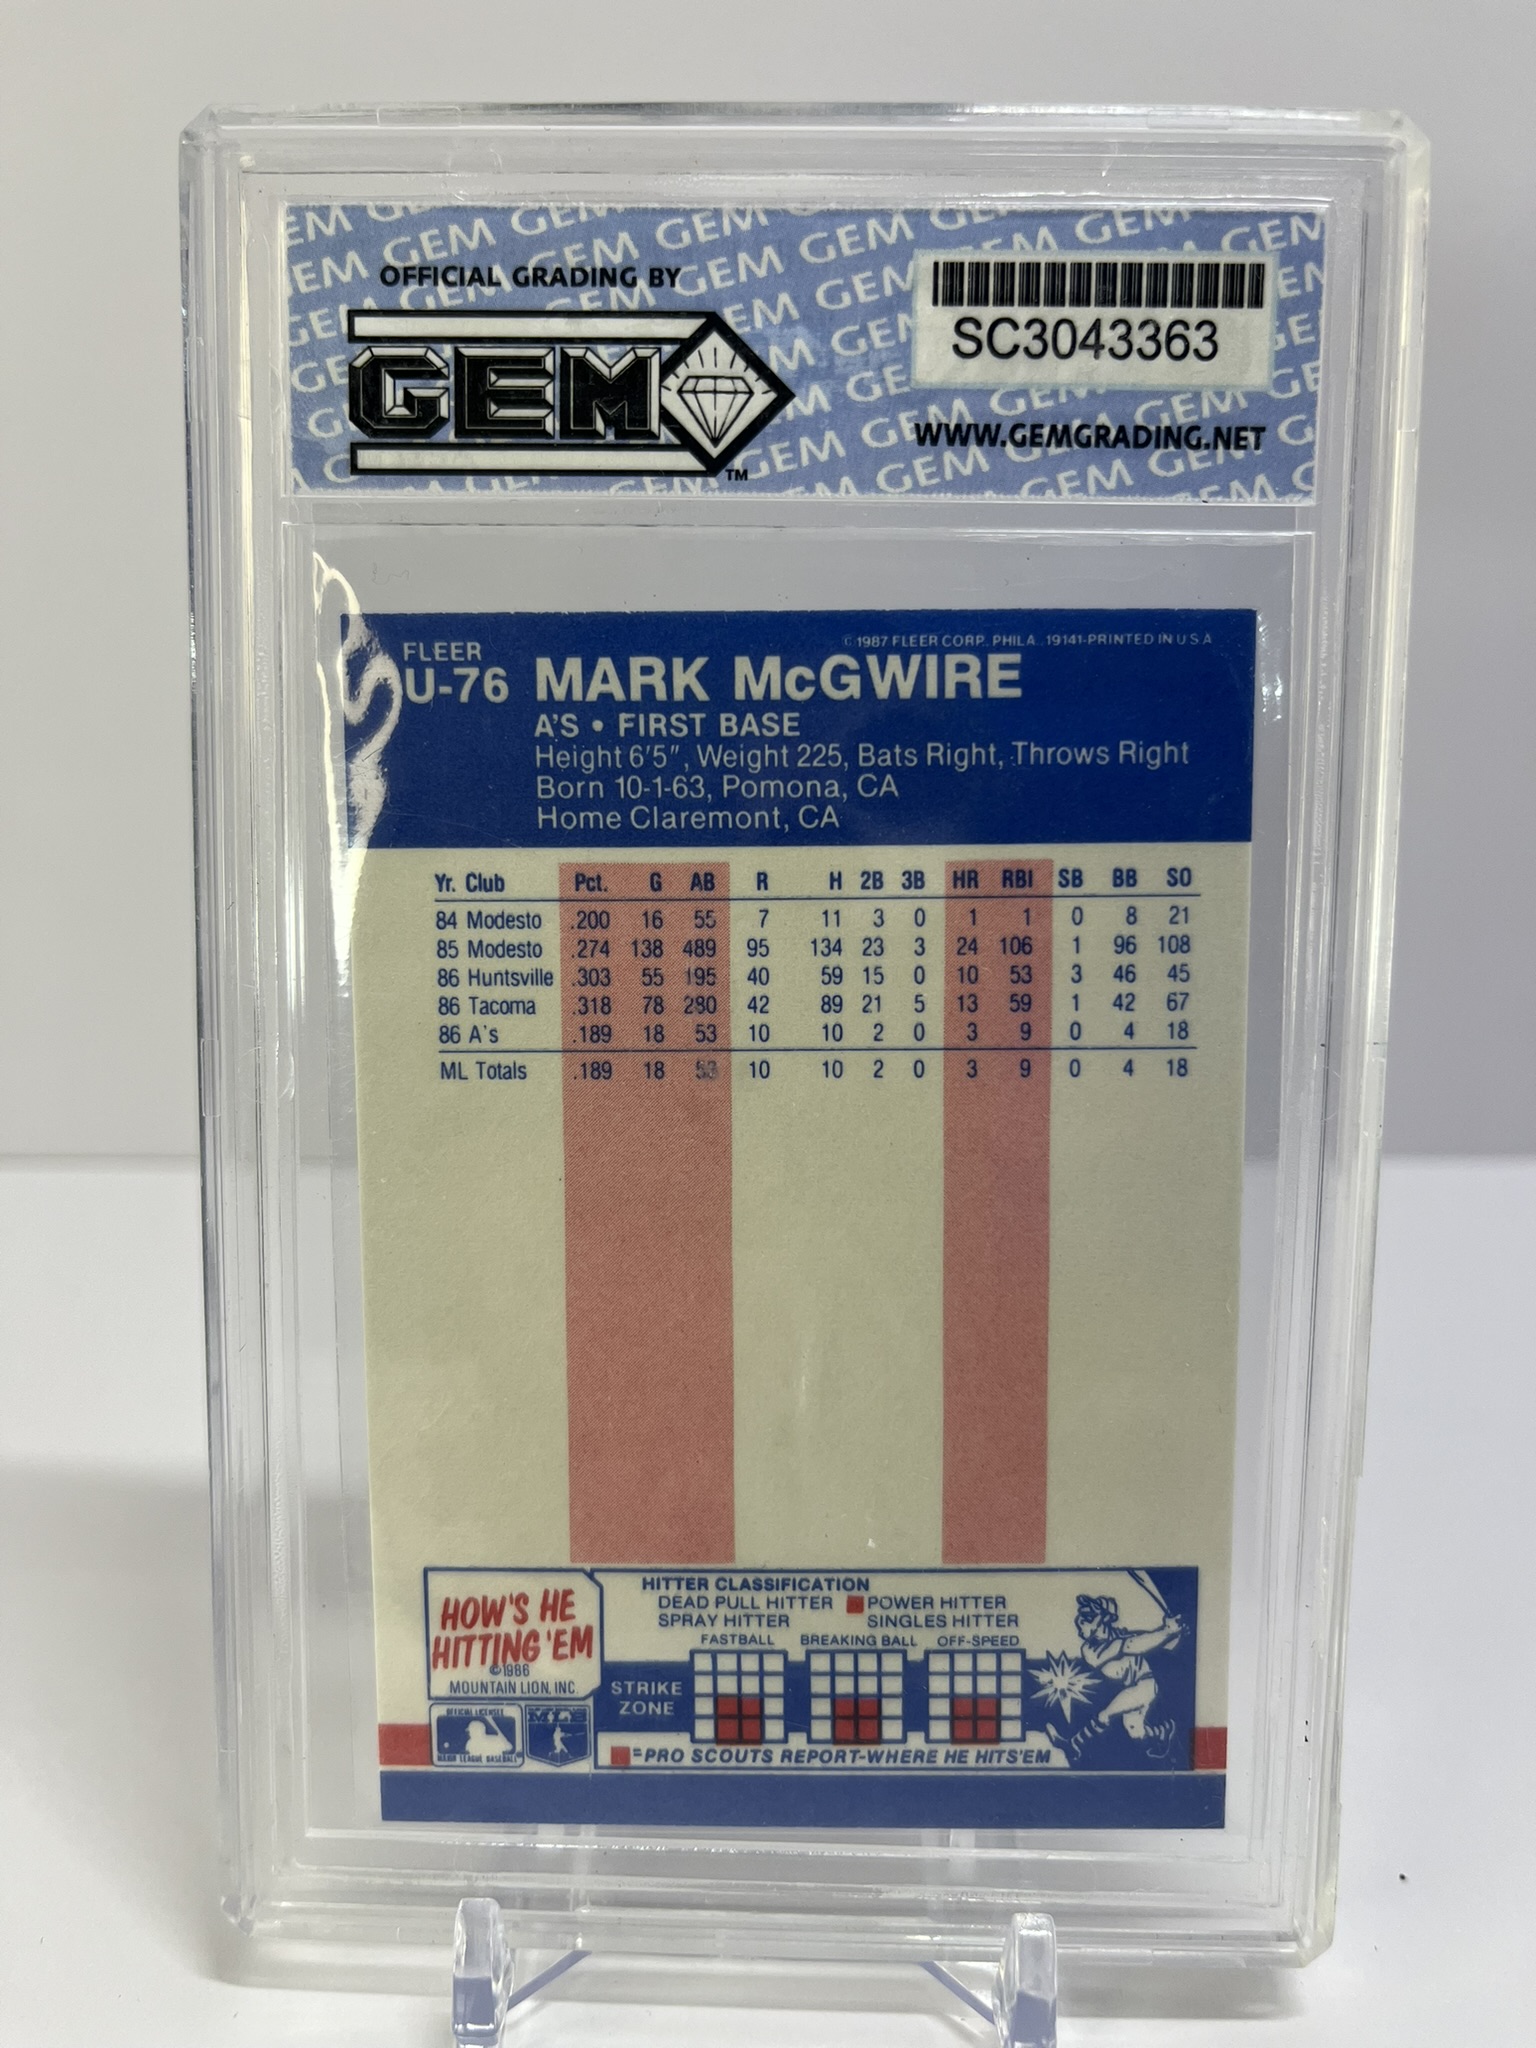 OFFICIAL GRADING BY
GEM
TM
SC3043363
WWW.GEMGRADING.NET
FLEER
U-76
©1987 FLEER CORP. PHILA. 19141-PRINTED IN U S A
MARK McGWIRE
A'S • FIRST BASE
Height 6'5", Weight 225, Bats Right, Throws Right
Born 10-1-63, Pomona, CA
Home Claremont, CA
Yr. Club Pct. G AB R H 2B 3B HR RBI SB BB SO
84 Modesto .200 16 55 7 11 3 0 1 1 0 8 21
85 Modesto .274 138 489 95 134 23 3 24 106 1 96 108
86 Huntsville .303 55 195 40 59 15 0 10 53 3 46 45
86 Tacoma .318 78 280 42 89 21 5 13 59 1 42 67
86 A's .189 18 53 10 10 2 0 3 9 0 4 18
ML Totals .189 18 53 10 10 2 0 3 9 0 4 18
HOW'S HE
HITTING 'EM
©1986
MOUNTAIN LION, INC.
HITTER CLASSIFICATION
DEAD PULL HITTER POWER HITTER
SPRAY HITTER SINGLES HITTER
FASTBALL BREAKING BALL OFF-SPEED
STRIKE
ZONE
=PRO SCOUTS REPORT-WHERE HE HITS'EM
OFFICIAL LICENSEE
MAJOR LEAGUE BASEBALL